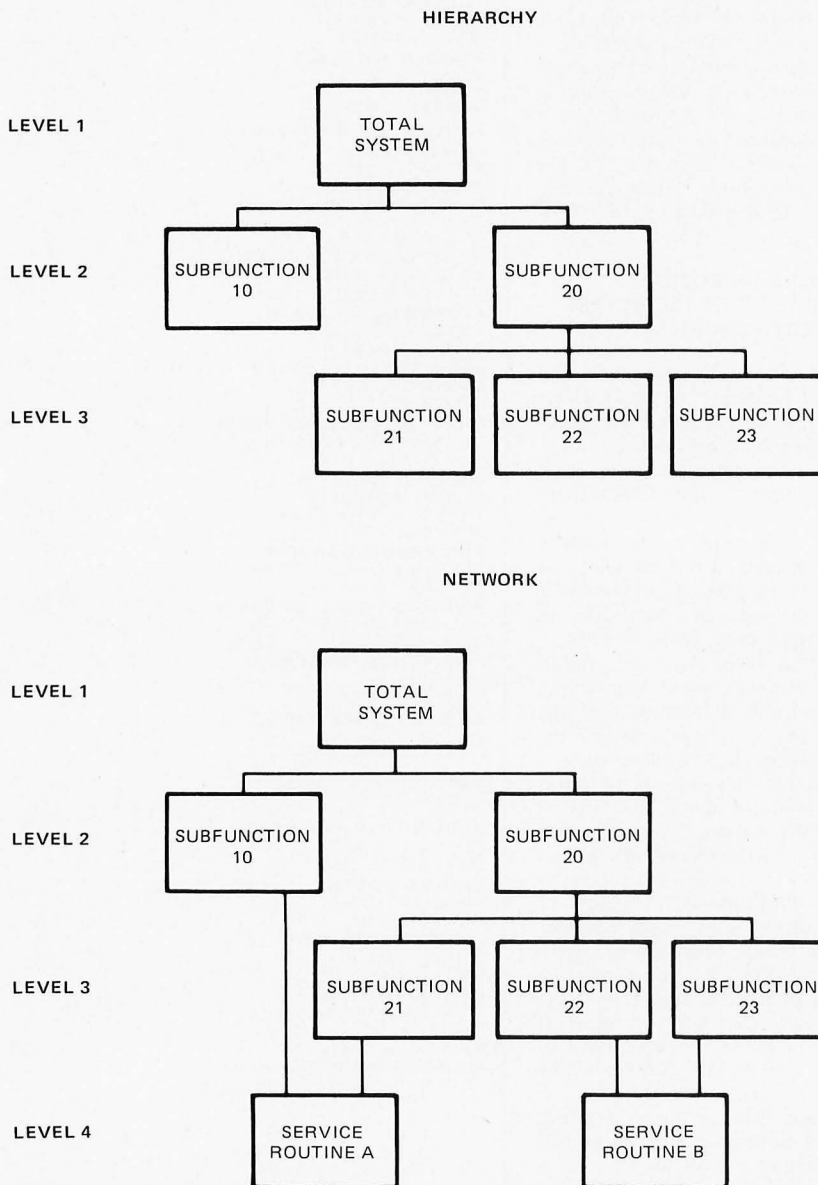 HIERARCHY
LEVEL 1
TOTAL
SYSTEM
LEVEL 2
SUBFUNCTION
10
SUBFUNCTION
20
LEVEL 3
SUBFUNCTION
21
SUBFUNCTION
22
SUBFUNCTION
23
NETWORK
LEVEL 1
TOTAL
SYSTEM
LEVEL 2
SUBFUNCTION
10
SUBFUNCTION
20
LEVEL 3
SUBFUNCTION
21
SUBFUNCTION
22
SUBFUNCTION
23
LEVEL 4
SERVICE
ROUTINE A
SERVICE
ROUTINE B